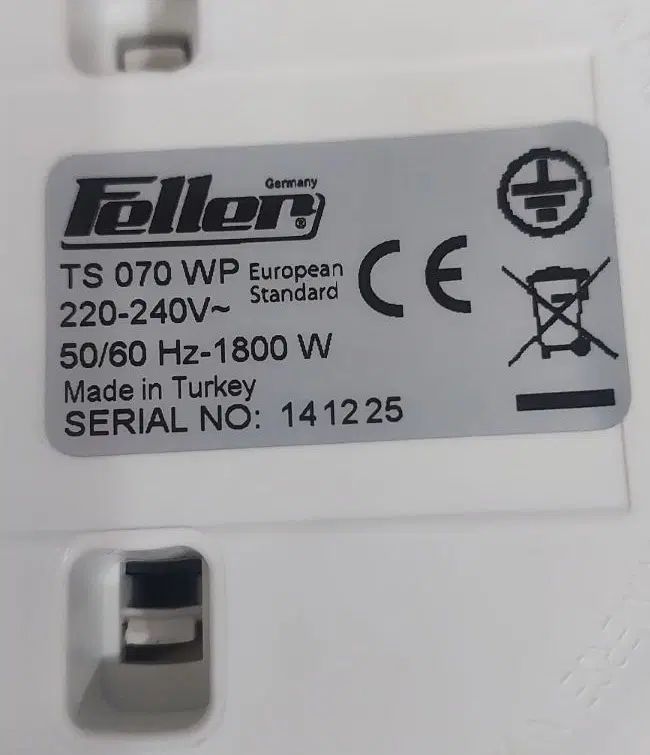 Germany
Feller®
TS 070 WP European Standard
220-240V~
50/60 Hz-1800 W
Made in Turkey
SERIAL NO: 141225
CE